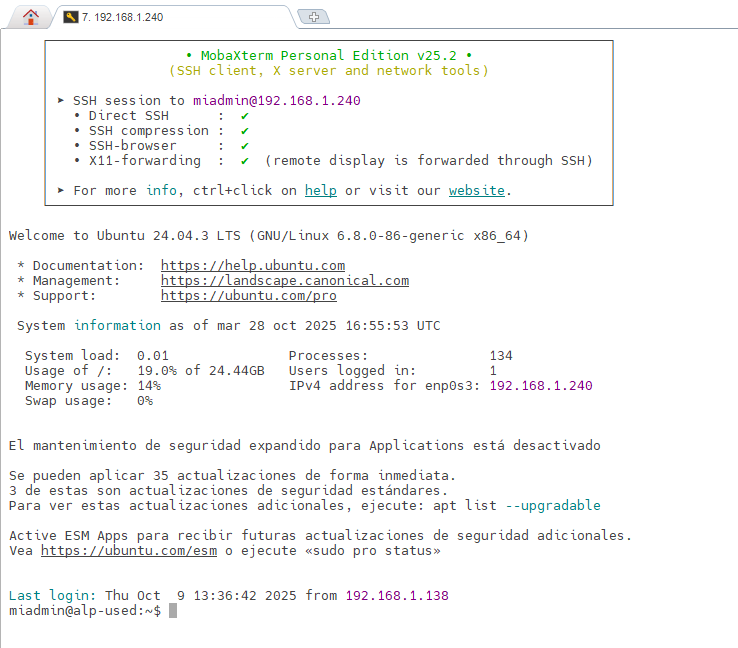 7. 192.168.1.240
• MobaXterm Personal Edition v25.2 •
(SSH client, X server and network tools)
➤ SSH session to miadmin@192.168.1.240
• Direct SSH      :  ✔
• SSH compression :  ✔
• SSH-browser     :  ✔
• X11-forwarding  :  ✔  (remote display is forwarded through SSH)
➤ For more info, ctrl+click on help or visit our website.
Welcome to Ubuntu 24.04.3 LTS (GNU/Linux 6.8.0-86-generic x86_64)
* Documentation:  https://help.ubuntu.com
* Management:     https://landscape.canonical.com
* Support:        https://ubuntu.com/pro
System information as of mar 28 oct 2025 16:55:53 UTC
System load:  0.01               Processes:               134
Usage of /:   19.0% of 24.44GB   Users logged in:         1
Memory usage: 14%                IPv4 address for enp0s3: 192.168.1.240
Swap usage:   0%
El mantenimiento de seguridad expandido para Applications está desactivado
Se pueden aplicar 35 actualizaciones de forma inmediata.
3 de estas son actualizaciones de seguridad estándares.
Para ver estas actualizaciones adicionales, ejecute: apt list --upgradable
Active ESM Apps para recibir futuras actualizaciones de seguridad adicionales.
Vea https://ubuntu.com/esm o ejecute «sudo pro status»
Last login: Thu Oct  9 13:36:42 2025 from 192.168.1.138
miadmin@alp-used:~$